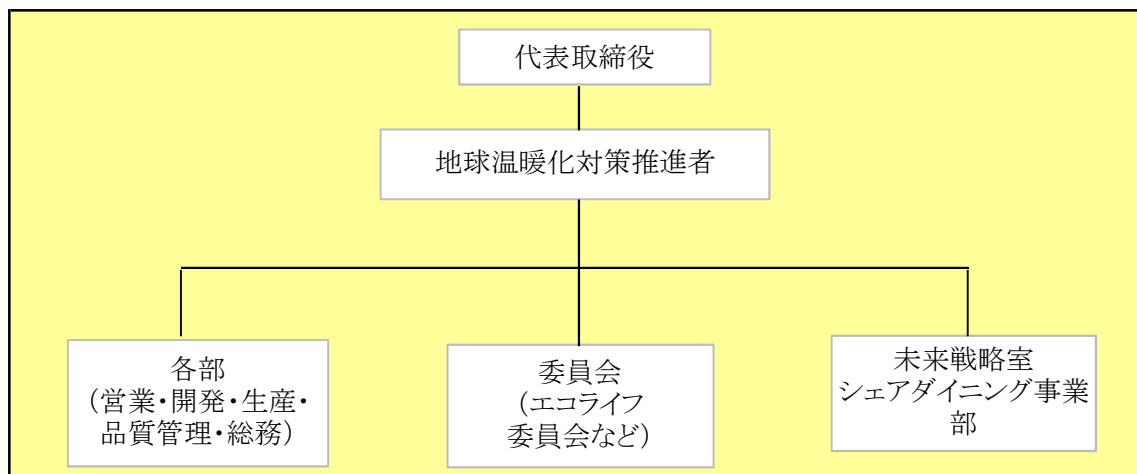 代表取締役
地球温暖化対策推進者
各部
（営業・開発・生産・
品質管理・総務）
委員会
（エコライフ
委員会など）
未来戦略室
シェアダイニング事業
部